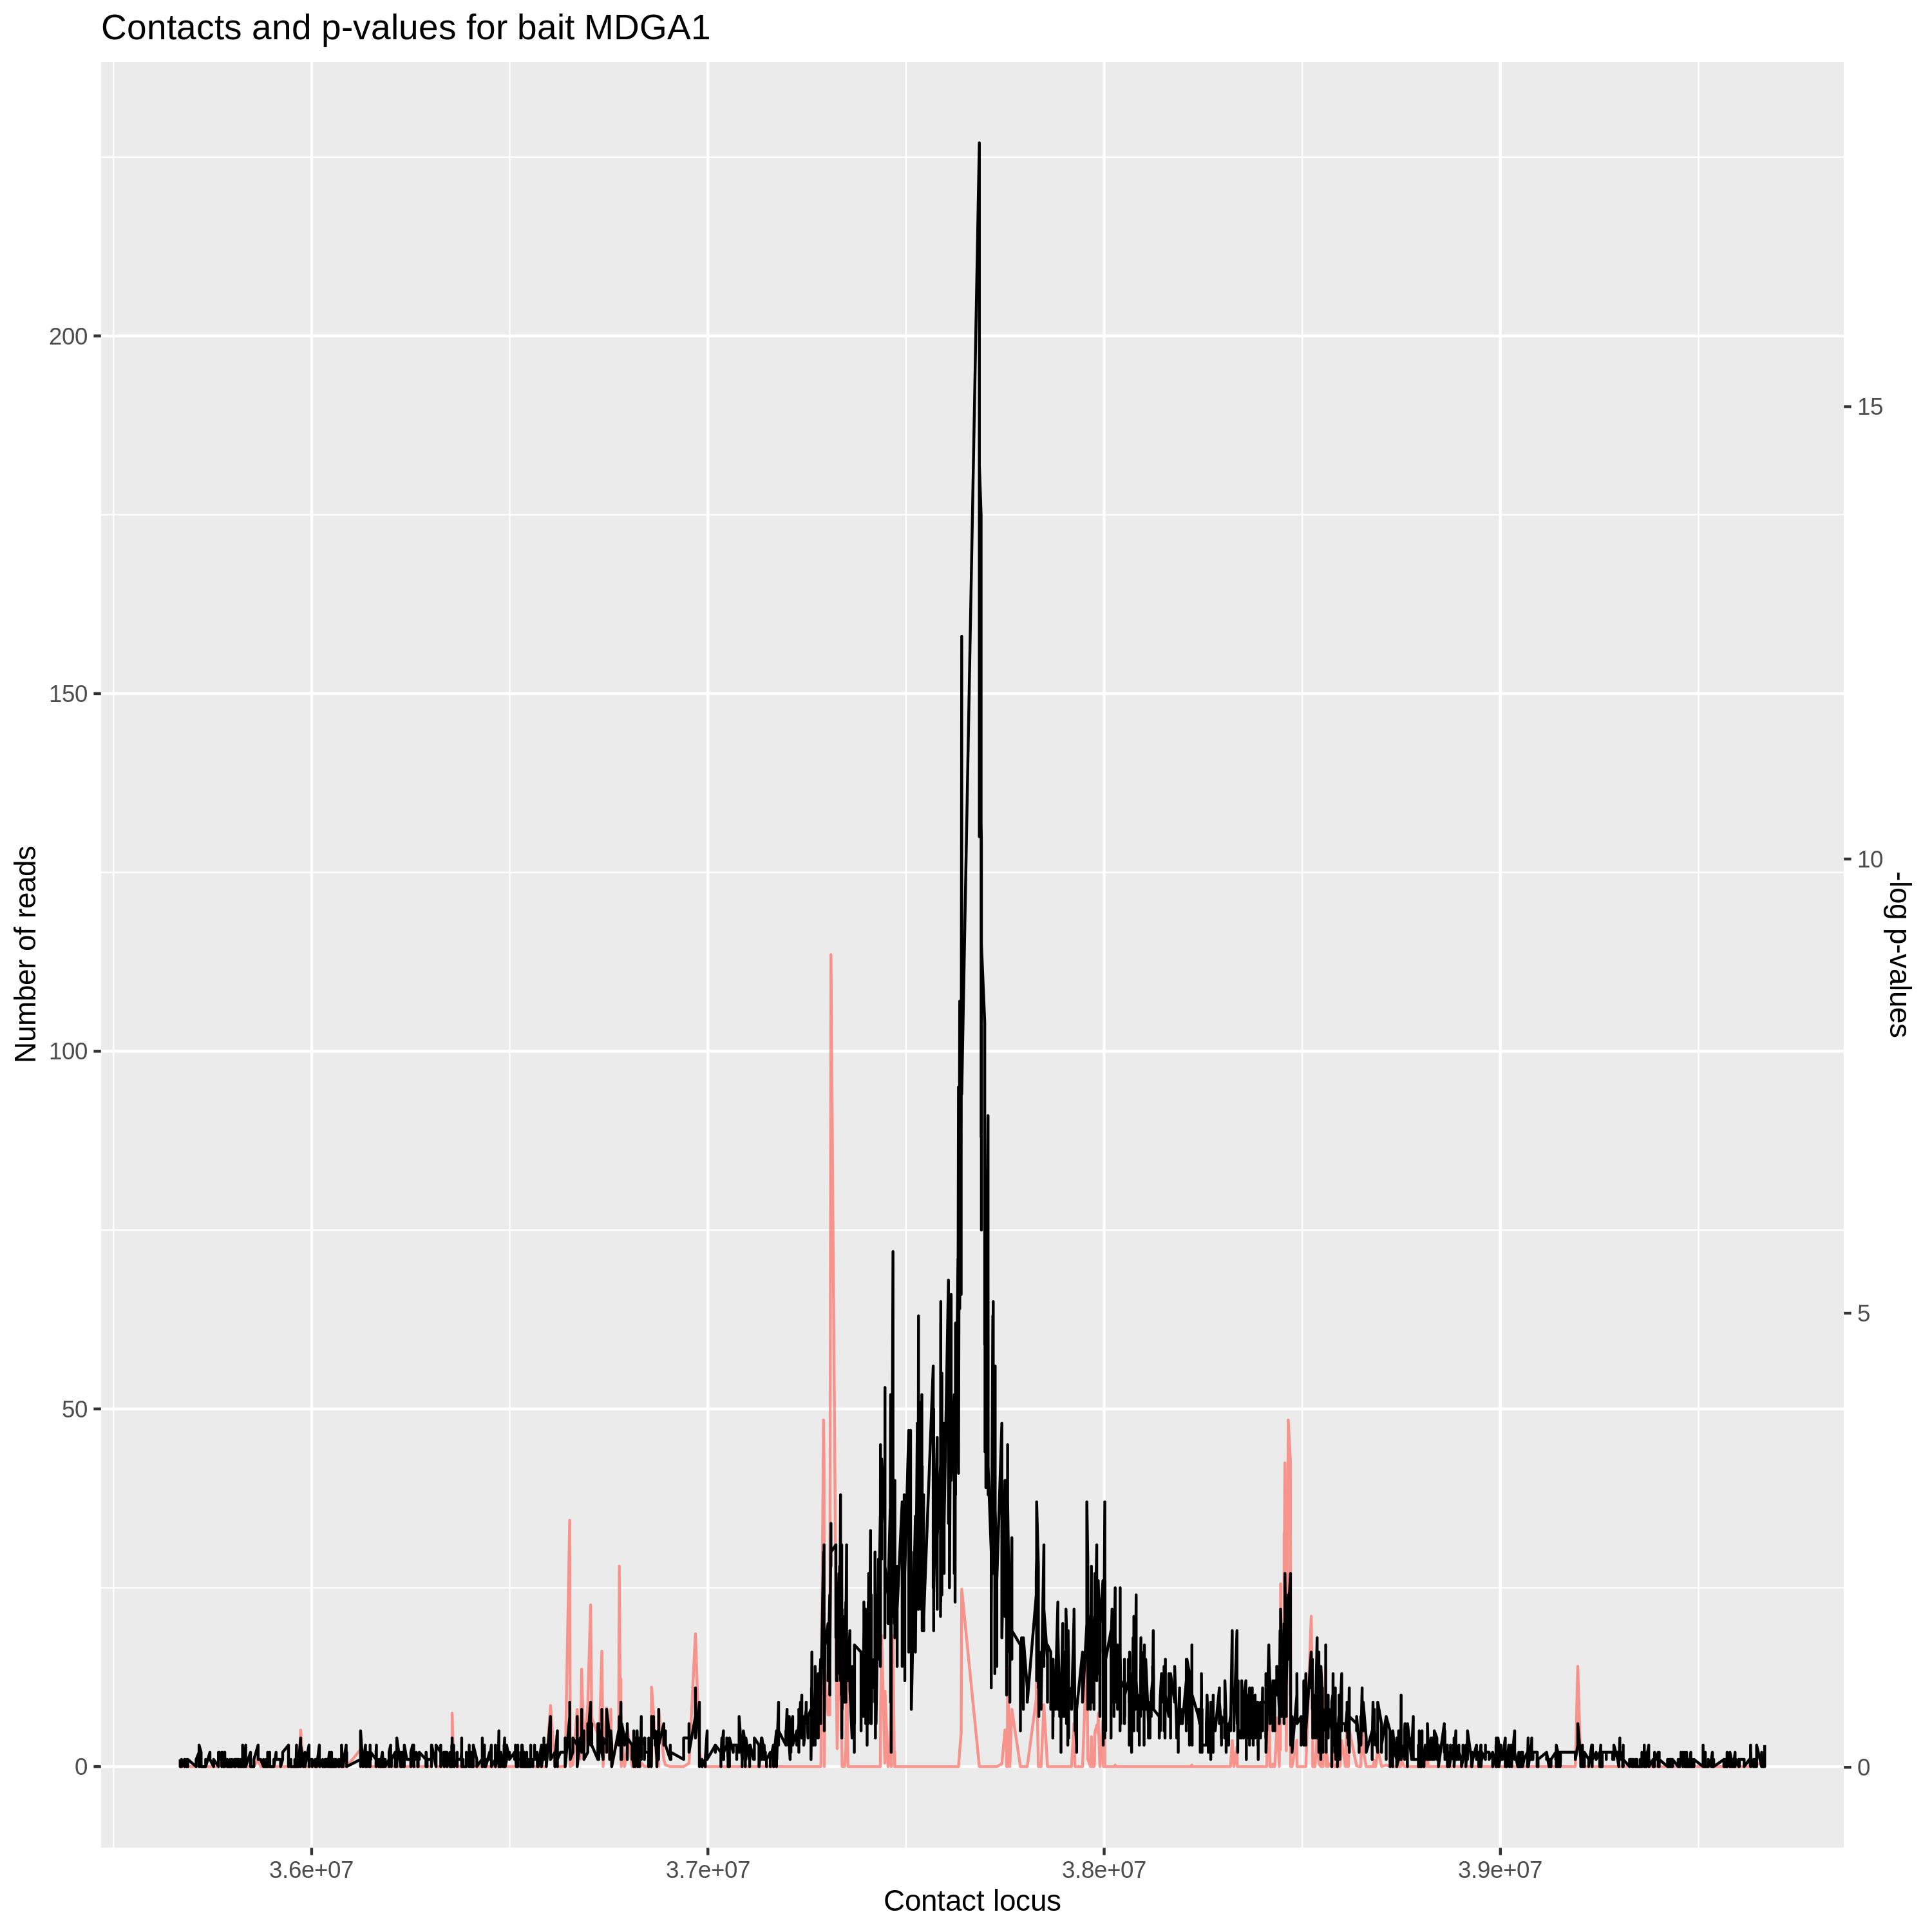 Contacts and p-values for bait MDGA1
Number of reads
200
150
100
50
0
15
10
5
0
-log p-values
3.6e+07
3.7e+07
3.8e+07
3.9e+07
Contact locus